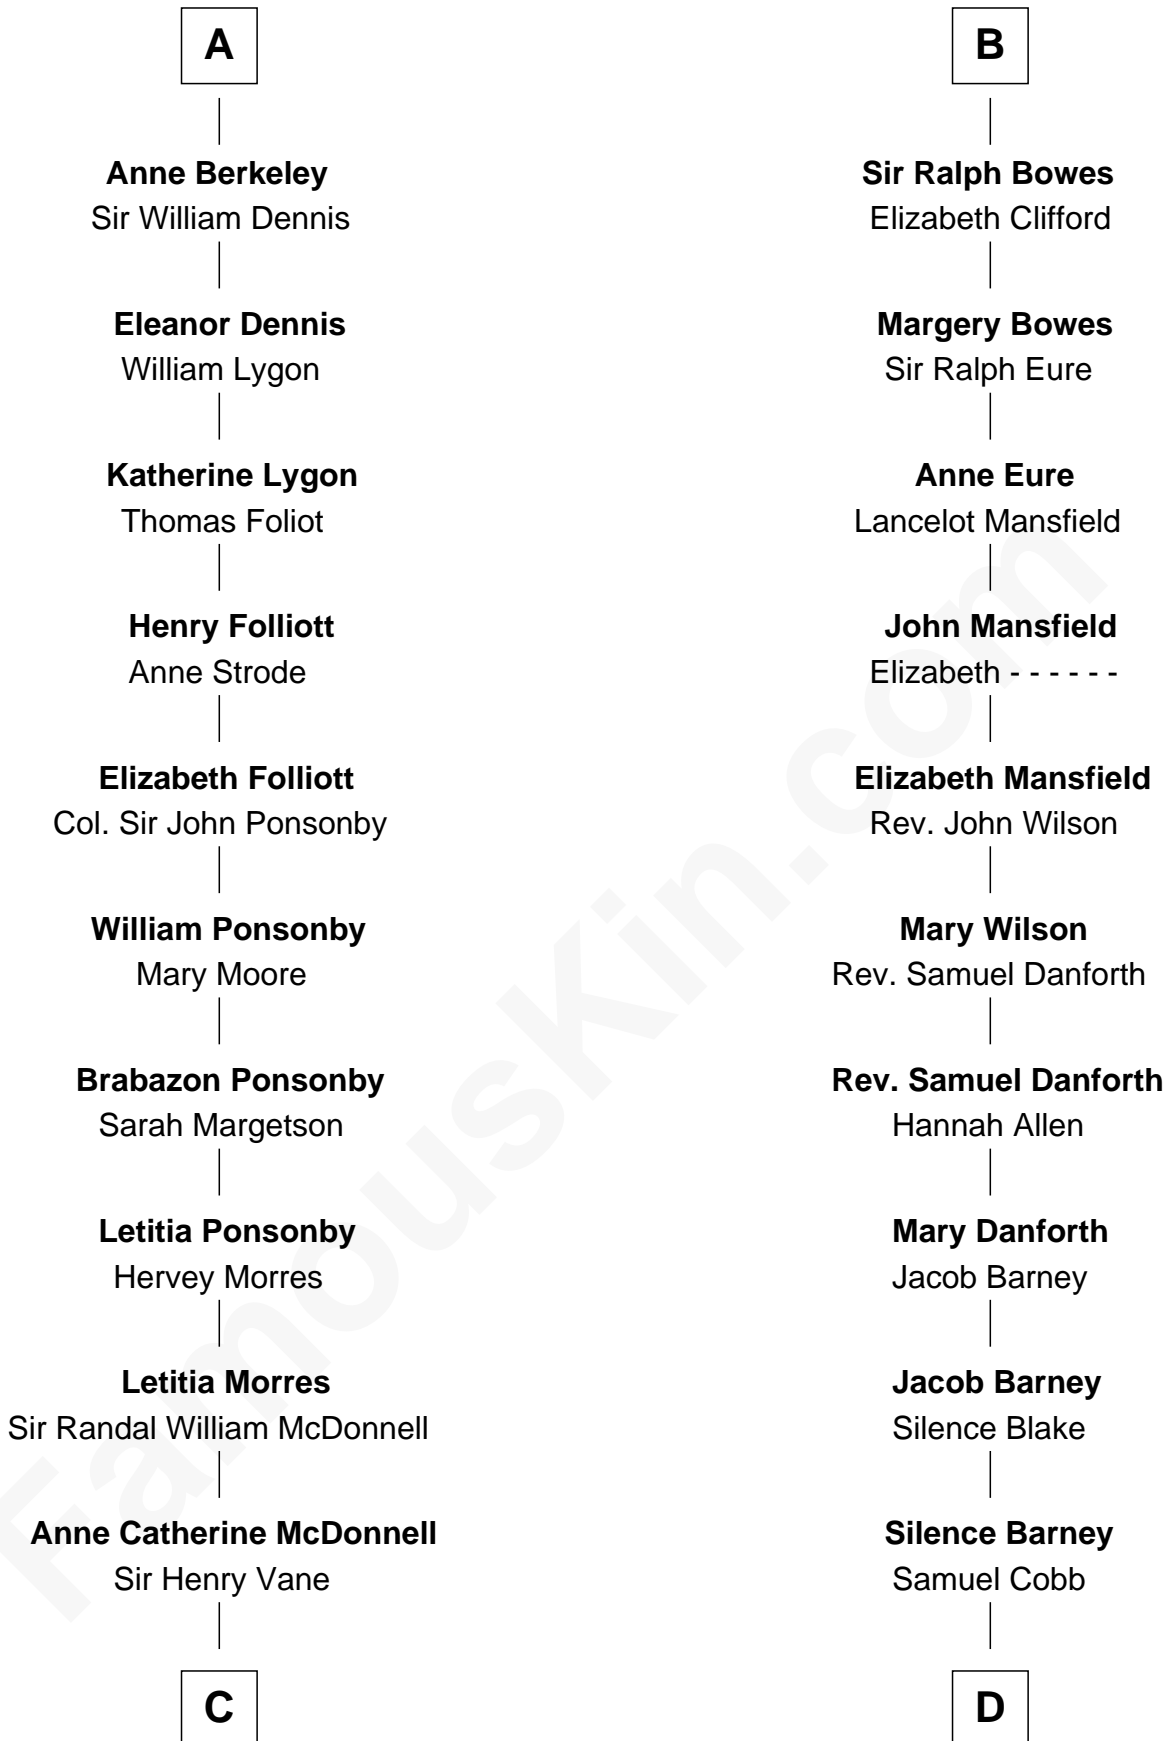 A
Anne Berkeley
Sir William Dennis
Eleanor Dennis
William Lygon
Katherine Lygon
Thomas Foliot
Henry Folliott
Anne Strode
Elizabeth Folliott
Col. Sir John Ponsonby
William Ponsonby
Mary Moore
Brabazon Ponsonby
Sarah Margetson
Letitia Ponsonby
Hervey Morres
Letitia Morres
Sir Randal William McDonnell
Anne Catherine McDonnell
Sir Henry Vane
C
B
Sir Ralph Bowes
Elizabeth Clifford
Margery Bowes
Sir Ralph Eure
Anne Eure
Lancelot Mansfield
John Mansfield
Elizabeth - - - - - -
Elizabeth Mansfield
Rev. John Wilson
Mary Wilson
Rev. Samuel Danforth
Rev. Samuel Danforth
Hannah Allen
Mary Danforth
Jacob Barney
Jacob Barney
Silence Blake
Silence Barney
Samuel Cobb
D
FamousKin.com